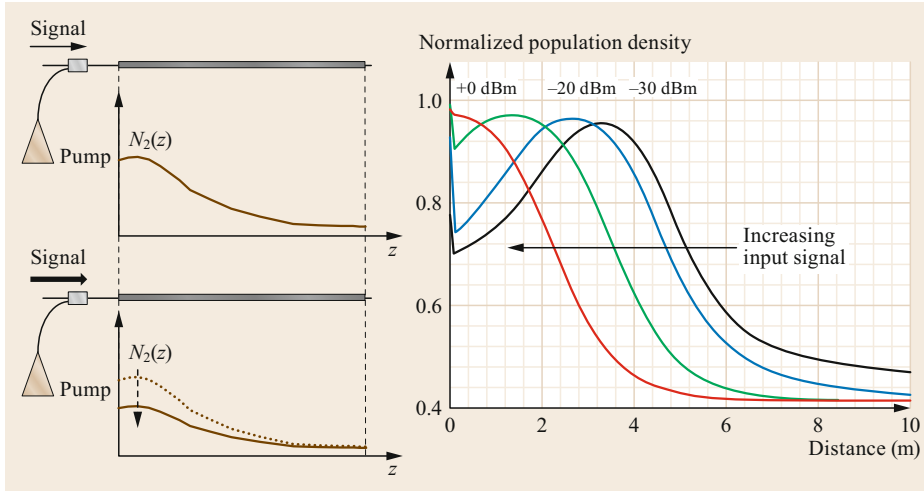 Signal
N₂(z)
Pump
z
Signal
N₂(z)
Pump
z
Normalized population density
+0 dBm –20 dBm –30 dBm
1.0
0.8
Increasing
input signal
0.6
0.4
0 2 4 6 8 10
Distance (m)